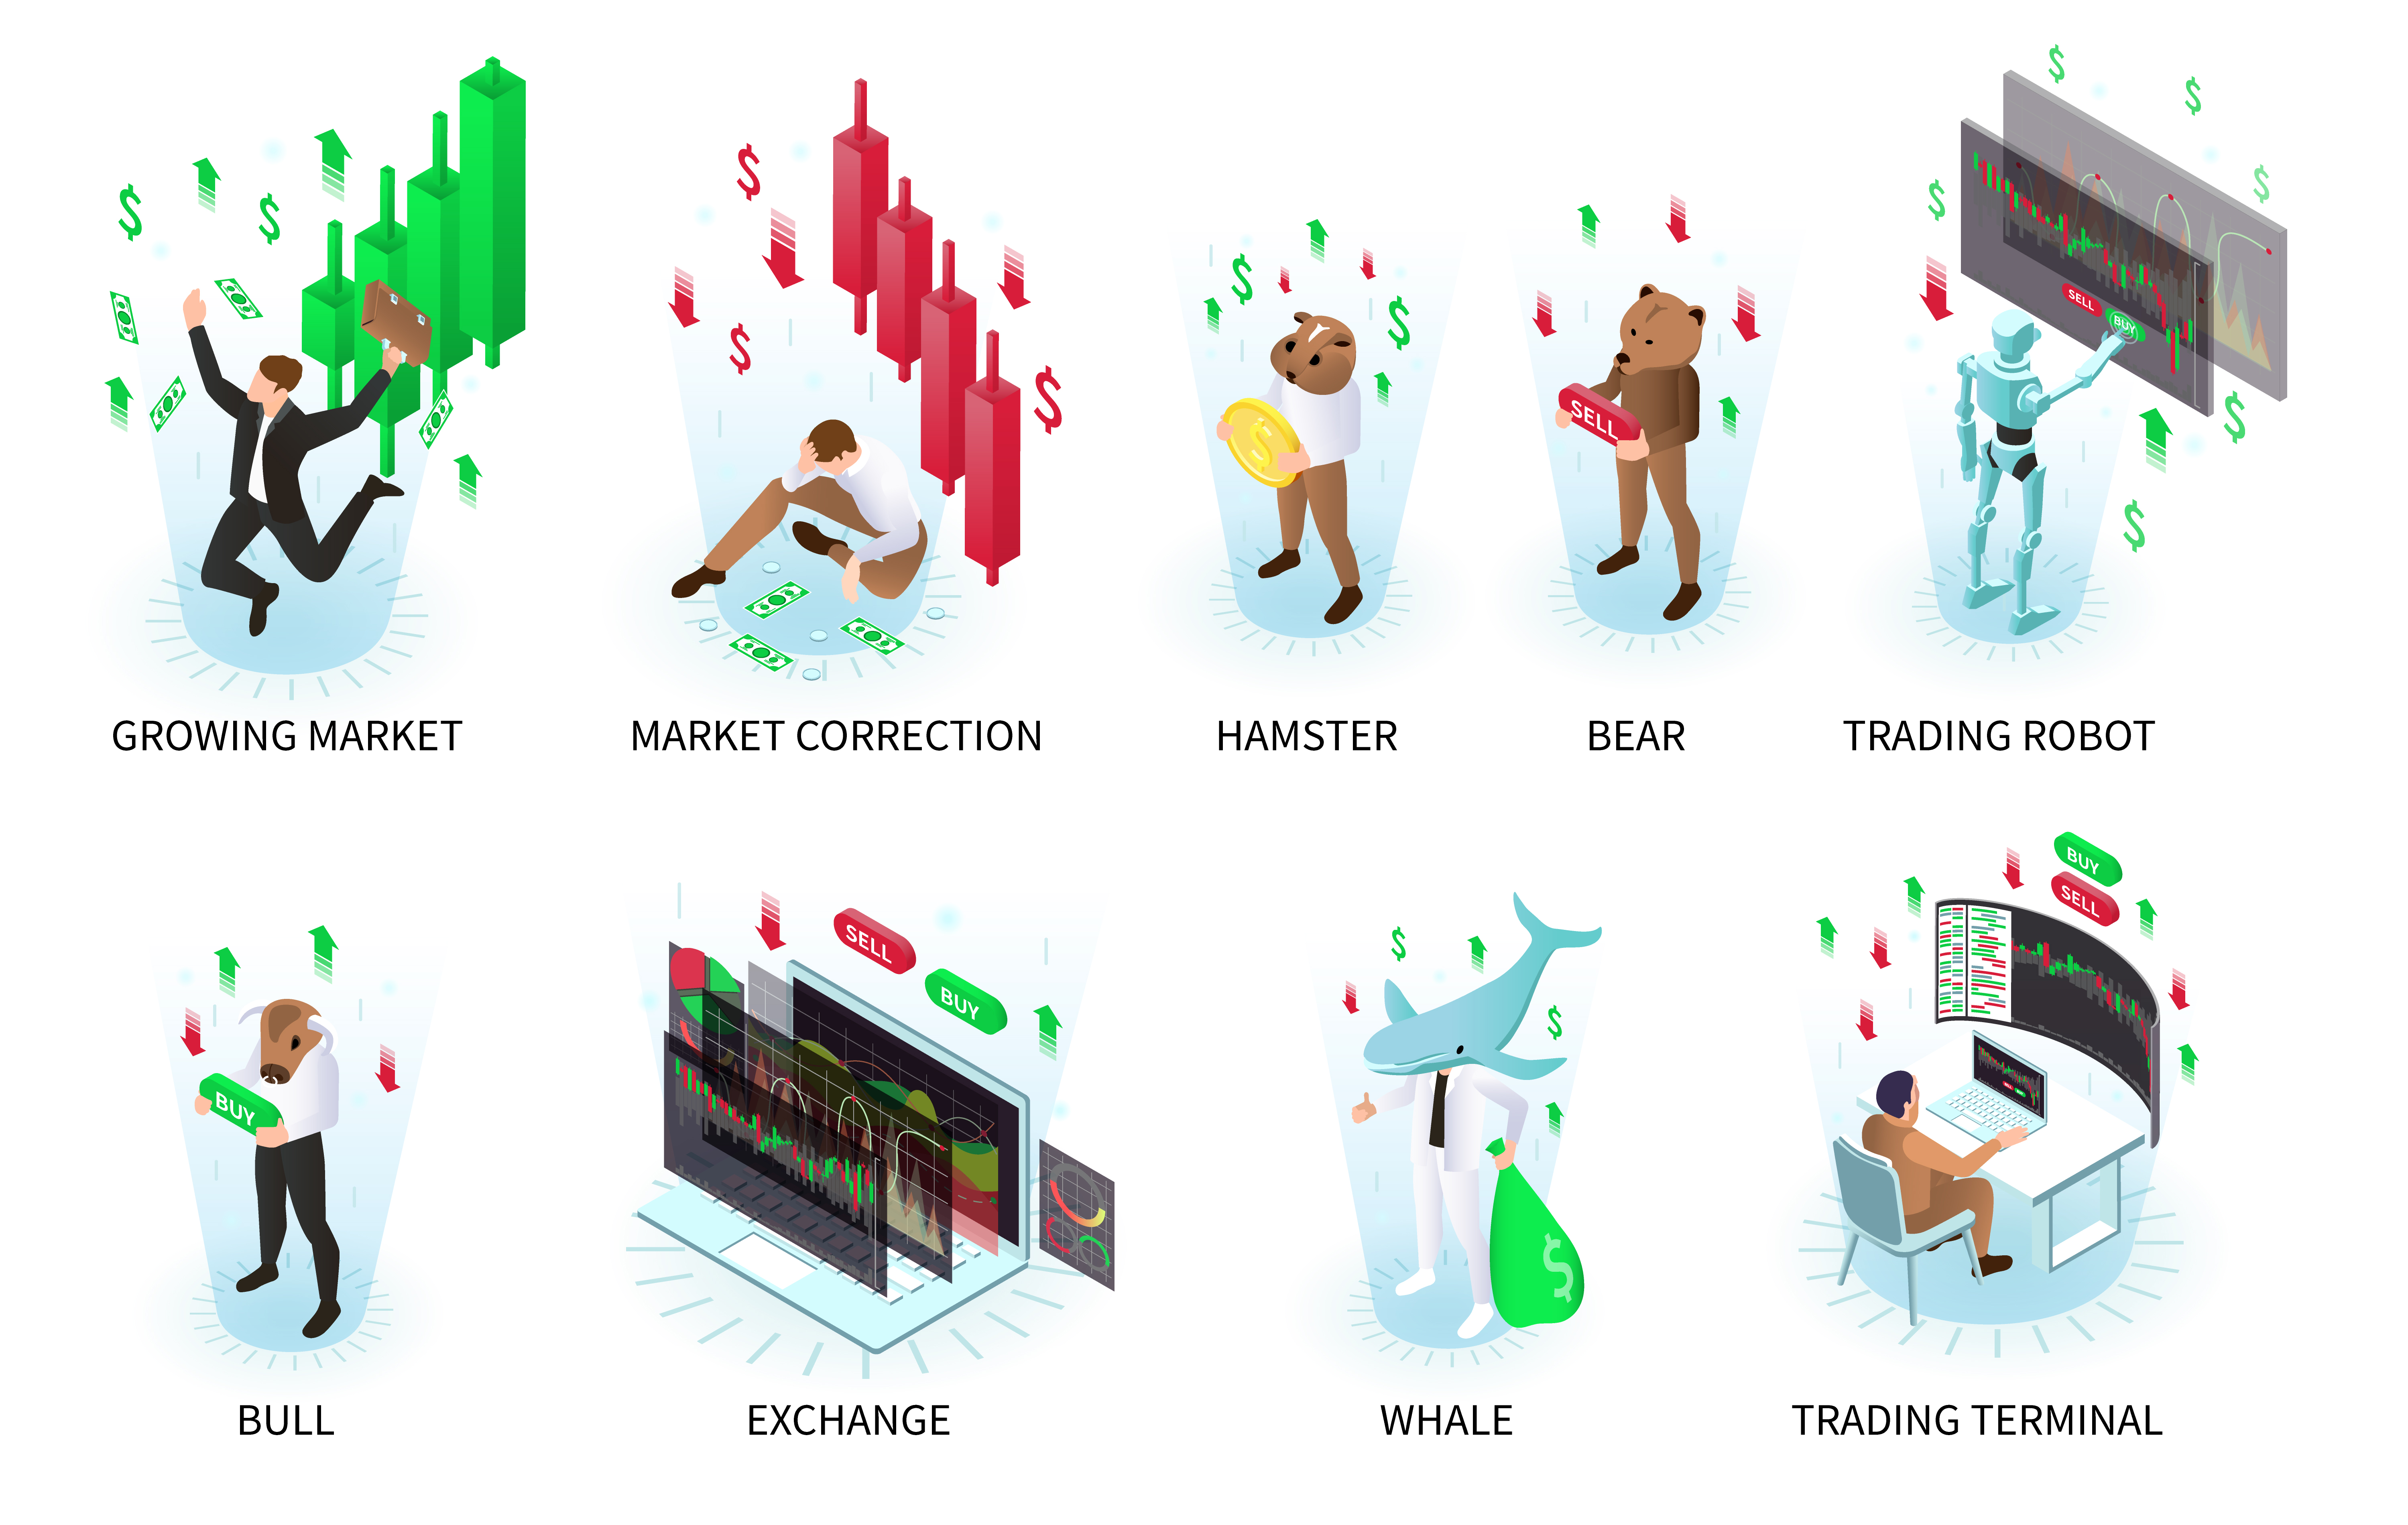 SELL
BUY
SELL
GROWING MARKET
MARKET CORRECTION
HAMSTER
BEAR
TRADING ROBOT
BUY
SELL
SELL
BUY
BUY
BULL
EXCHANGE
WHALE
TRADING TERMINAL